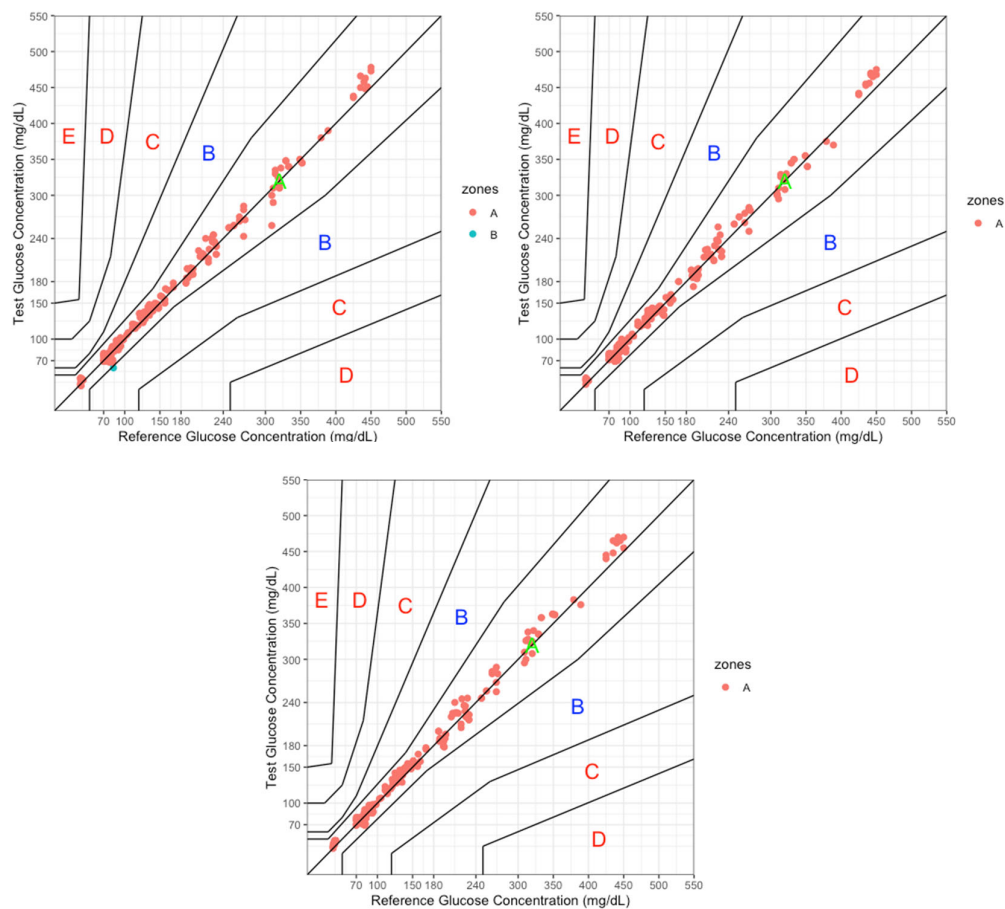 Test Glucose Concentration (mg/dL)
550
500
450
400
350
300
240
180
150
100
70
E
D
C
B
A
B
C
D
70 100 150 180 240 300 350 400 450 500 550
Reference Glucose Concentration (mg/dL)
zones
A
B
Test Glucose Concentration (mg/dL)
550
500
450
400
350
300
240
180
150
100
70
E
D
C
B
A
B
C
D
70 100 150 180 240 300 350 400 450 500 550
Reference Glucose Concentration (mg/dL)
zones
A
Test Glucose Concentration (mg/dL)
550
500
450
400
350
300
240
180
150
100
70
E
D
C
B
A
B
C
D
70 100 150 180 240 300 350 400 450 500 550
Reference Glucose Concentration (mg/dL)
zones
A